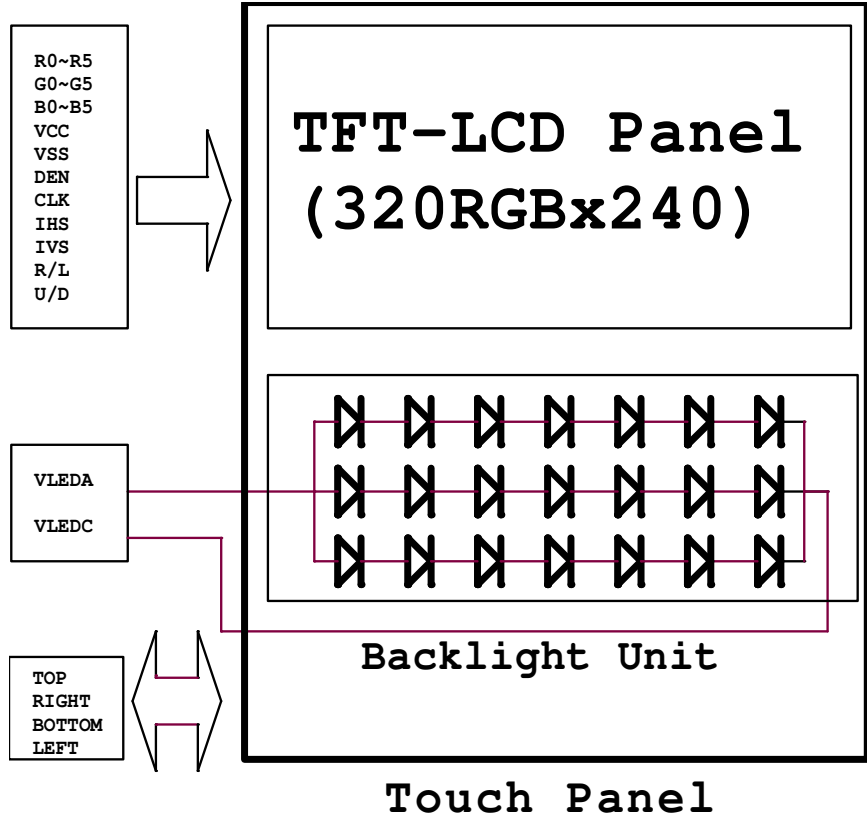 R0~R5
G0~G5
B0~B5
VCC
VSS
DEN
CLK
IHS
IVS
R/L
U/D
TFT-LCD Panel
(320RGBx240)
VLEDA
VLEDC
Backlight Unit
TOP
RIGHT
BOTTOM
LEFT
Touch Panel